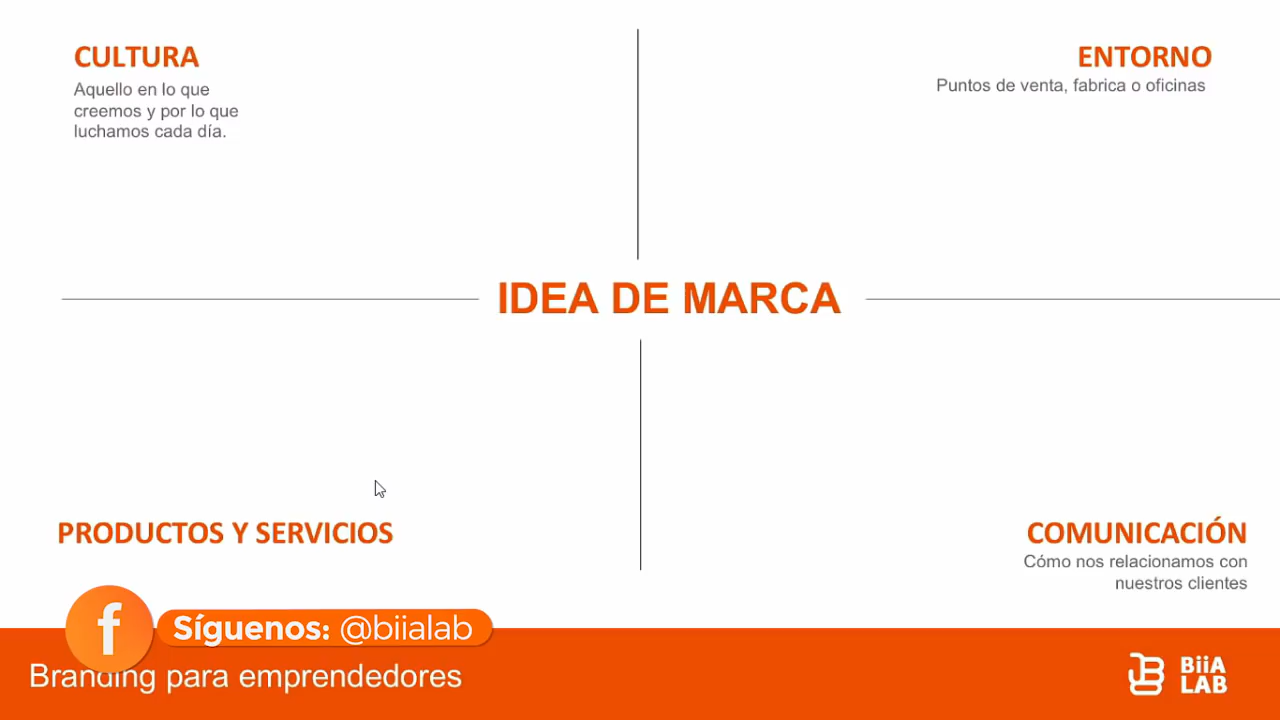 CULTURA
Aquello en lo que
creemos y por lo que
luchamos cada día.
ENTORNO
Puntos de venta, fabrica o oficinas
IDEA DE MARCA
PRODUCTOS Y SERVICIOS
COMUNICACIÓN
Cómo nos relacionamos con
nuestros clientes
f
Síguenos: @biialab
Branding para emprendedores
BiiA
LAB